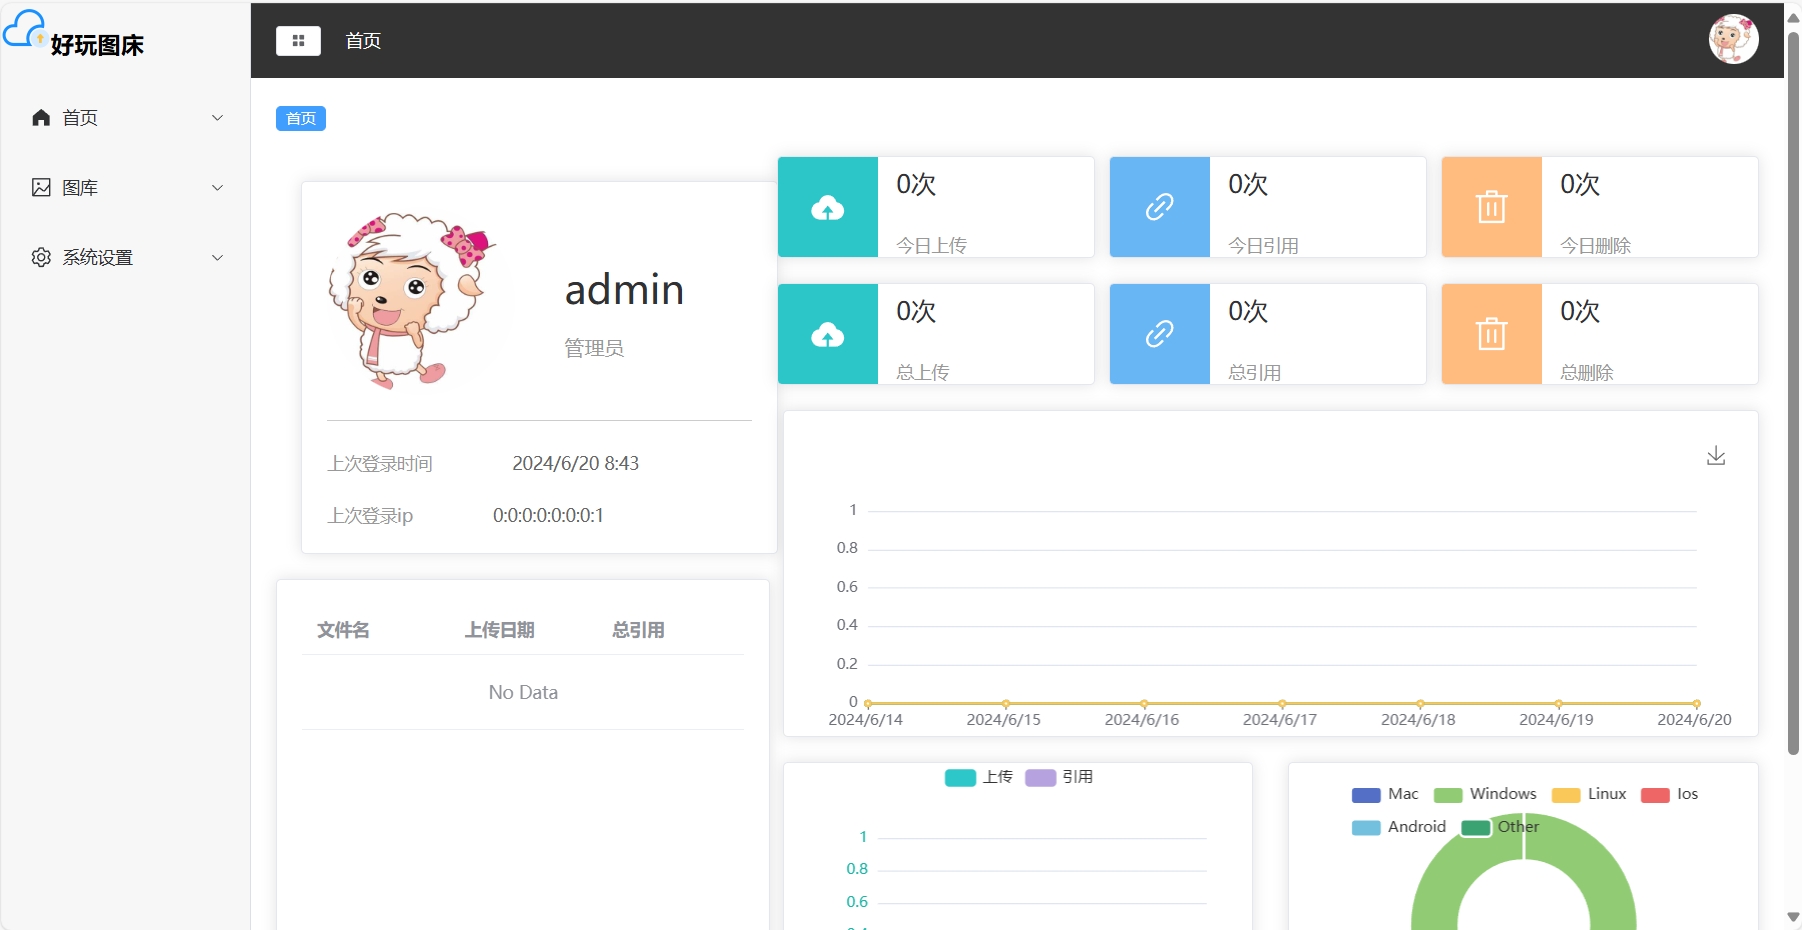 好玩图床
首页
图库
系统设置
首页
首页
admin
管理员
上次登录时间 2024/6/20 8:43
上次登录ip 0:0:0:0:0:0:0:1
0次
今日上传
0次
今日引用
0次
今日删除
0次
总上传
0次
总引用
0次
总删除
文件名 上传日期 总引用
No Data
1
0.8
0.6
0.4
0.2
0
2024/6/14 2024/6/15 2024/6/16 2024/6/17 2024/6/18 2024/6/19 2024/6/20
上传 引用
1
0.8
0.6
Mac Windows Linux Ios
Android Other